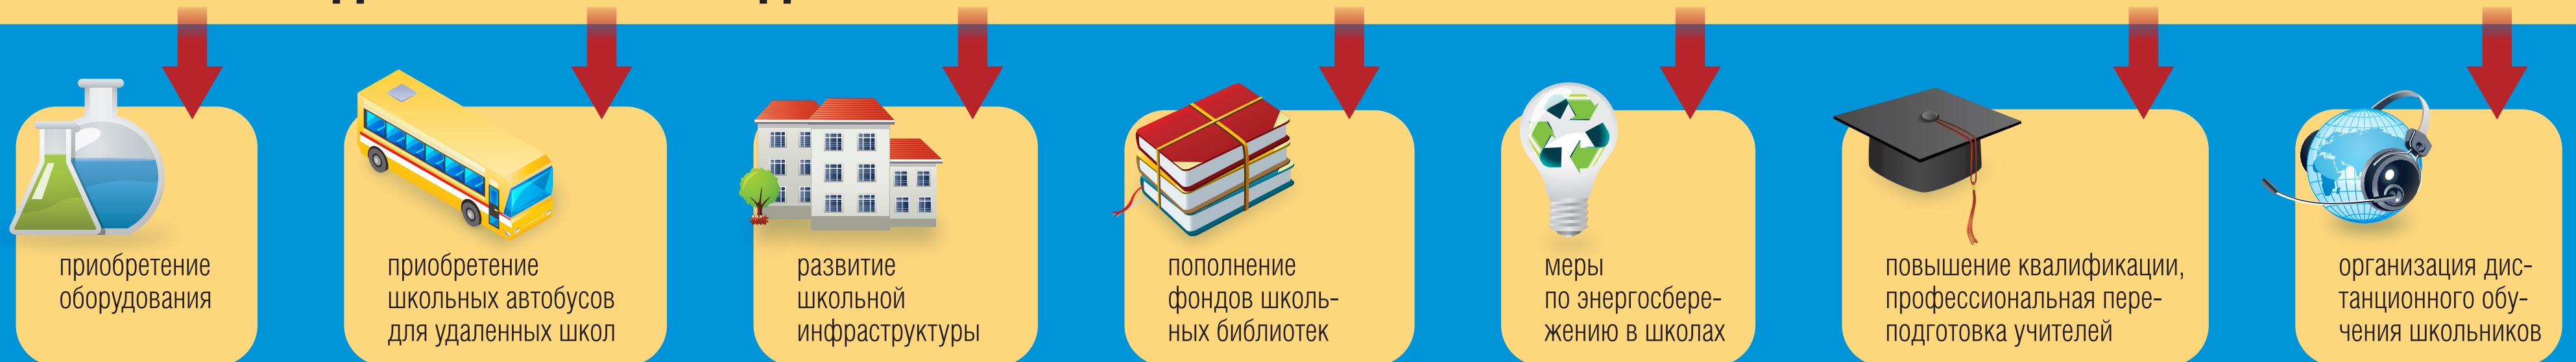 приобретение
оборудования
приобретение
школьных автобусов
для удаленных школ
развитие
школьной
инфраструктуры
пополнение
фондов школь-
ных библиотек
меры
по энергосбере-
жению в школах
повышение квалификации,
профессиональная пере-
подготовка учителей
организация дис-
танционного обу-
чения школьников